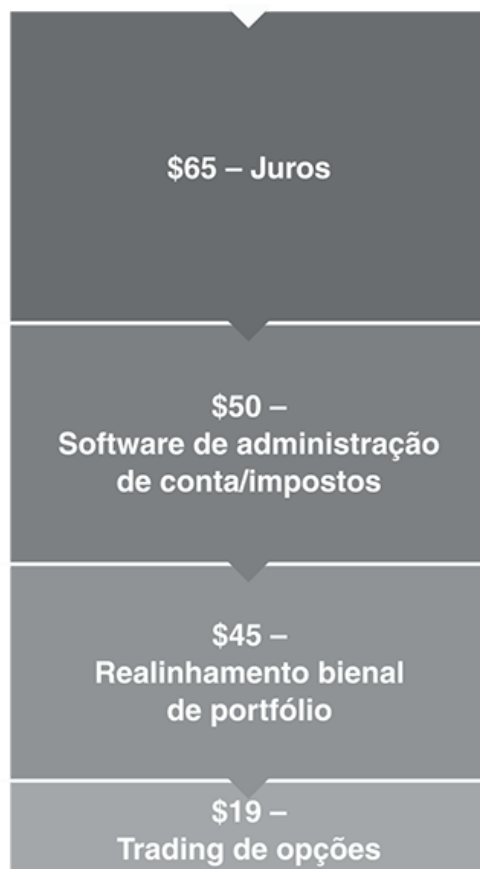 $65 – Juros
$50 –
Software de administração
de conta/impostos
$45 –
Realinhamento bienal
de portfólio
$19 –
Trading de opções